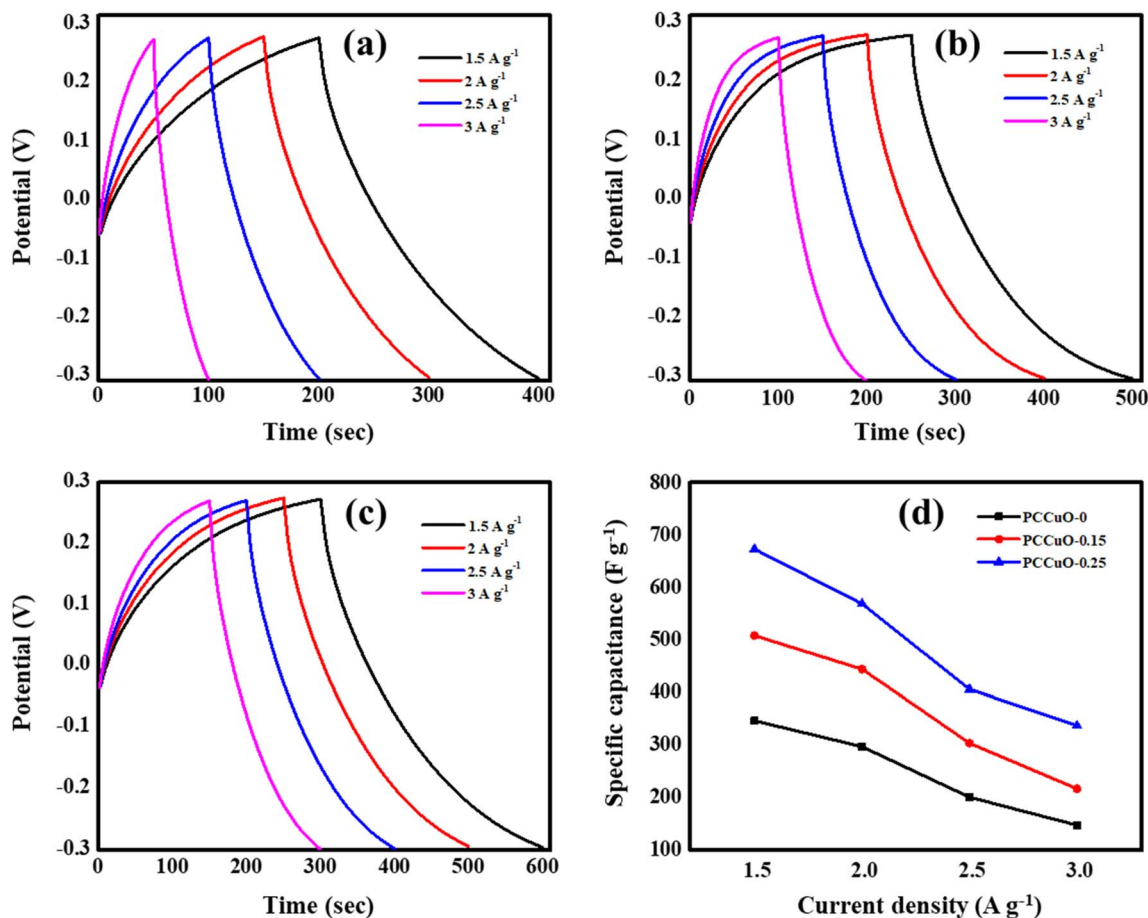 (a)
1.5 A g⁻¹
2 A g⁻¹
2.5 A g⁻¹
3 A g⁻¹
0.3
0.2
0.1
0.0
-0.1
-0.2
-0.3
Potential (V)
0 100 200 300 400
Time (sec)
(b)
1.5 A g⁻¹
2 A g⁻¹
2.5 A g⁻¹
3 A g⁻¹
0.3
0.2
0.1
0.0
-0.1
-0.2
-0.3
Potential (V)
0 100 200 300 400 500
Time (sec)
(c)
1.5 A g⁻¹
2 A g⁻¹
2.5 A g⁻¹
3 A g⁻¹
0.3
0.2
0.1
0.0
-0.1
-0.2
-0.3
Potential (V)
0 100 200 300 400 500 600
Time (sec)
(d)
PCCuO-0
PCCuO-0.15
PCCuO-0.25
800
700
600
500
400
300
200
100
Specific capacitance (F g⁻¹)
1.5 2.0 2.5 3.0
Current density (A g⁻¹)